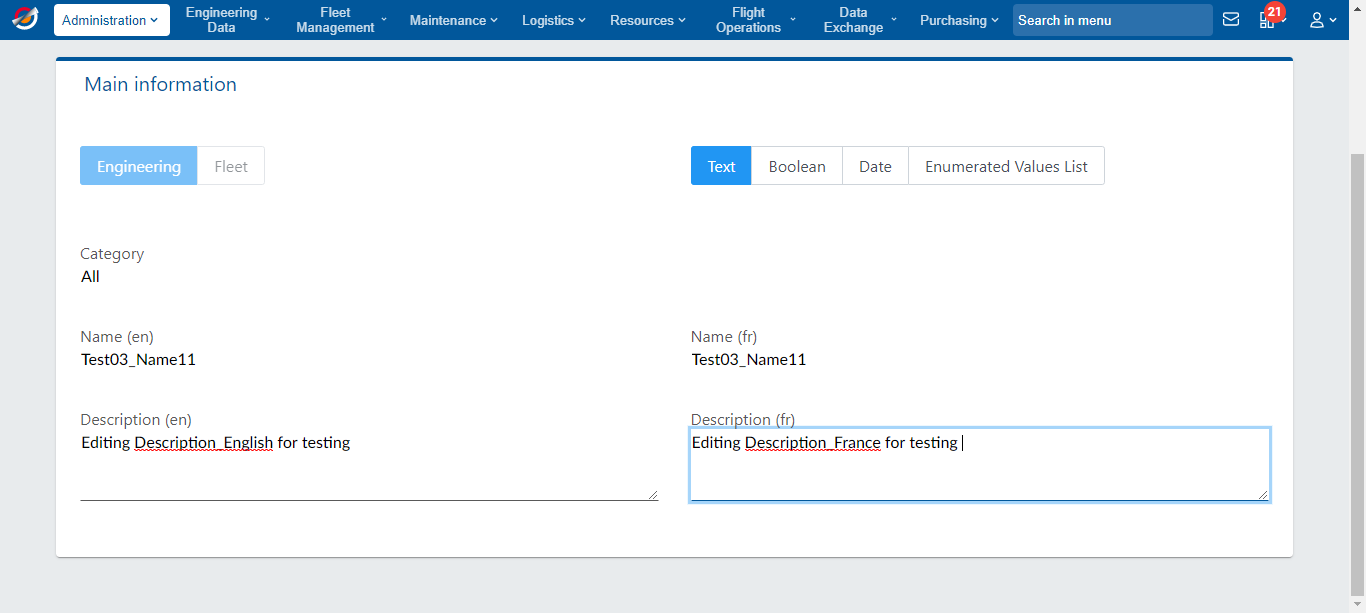 Administration
Engineering Data
Fleet Management
Maintenance
Logistics
Resources
Flight Operations
Data Exchange
Purchasing
Search in menu
21
Main information
Engineering Fleet
Text Boolean Date Enumerated Values List
Category
All
Name (en)
Test03_Name11
Name (fr)
Test03_Name11
Description (en)
Editing Description_English for testing
Description (fr)
Editing Description_France for testing